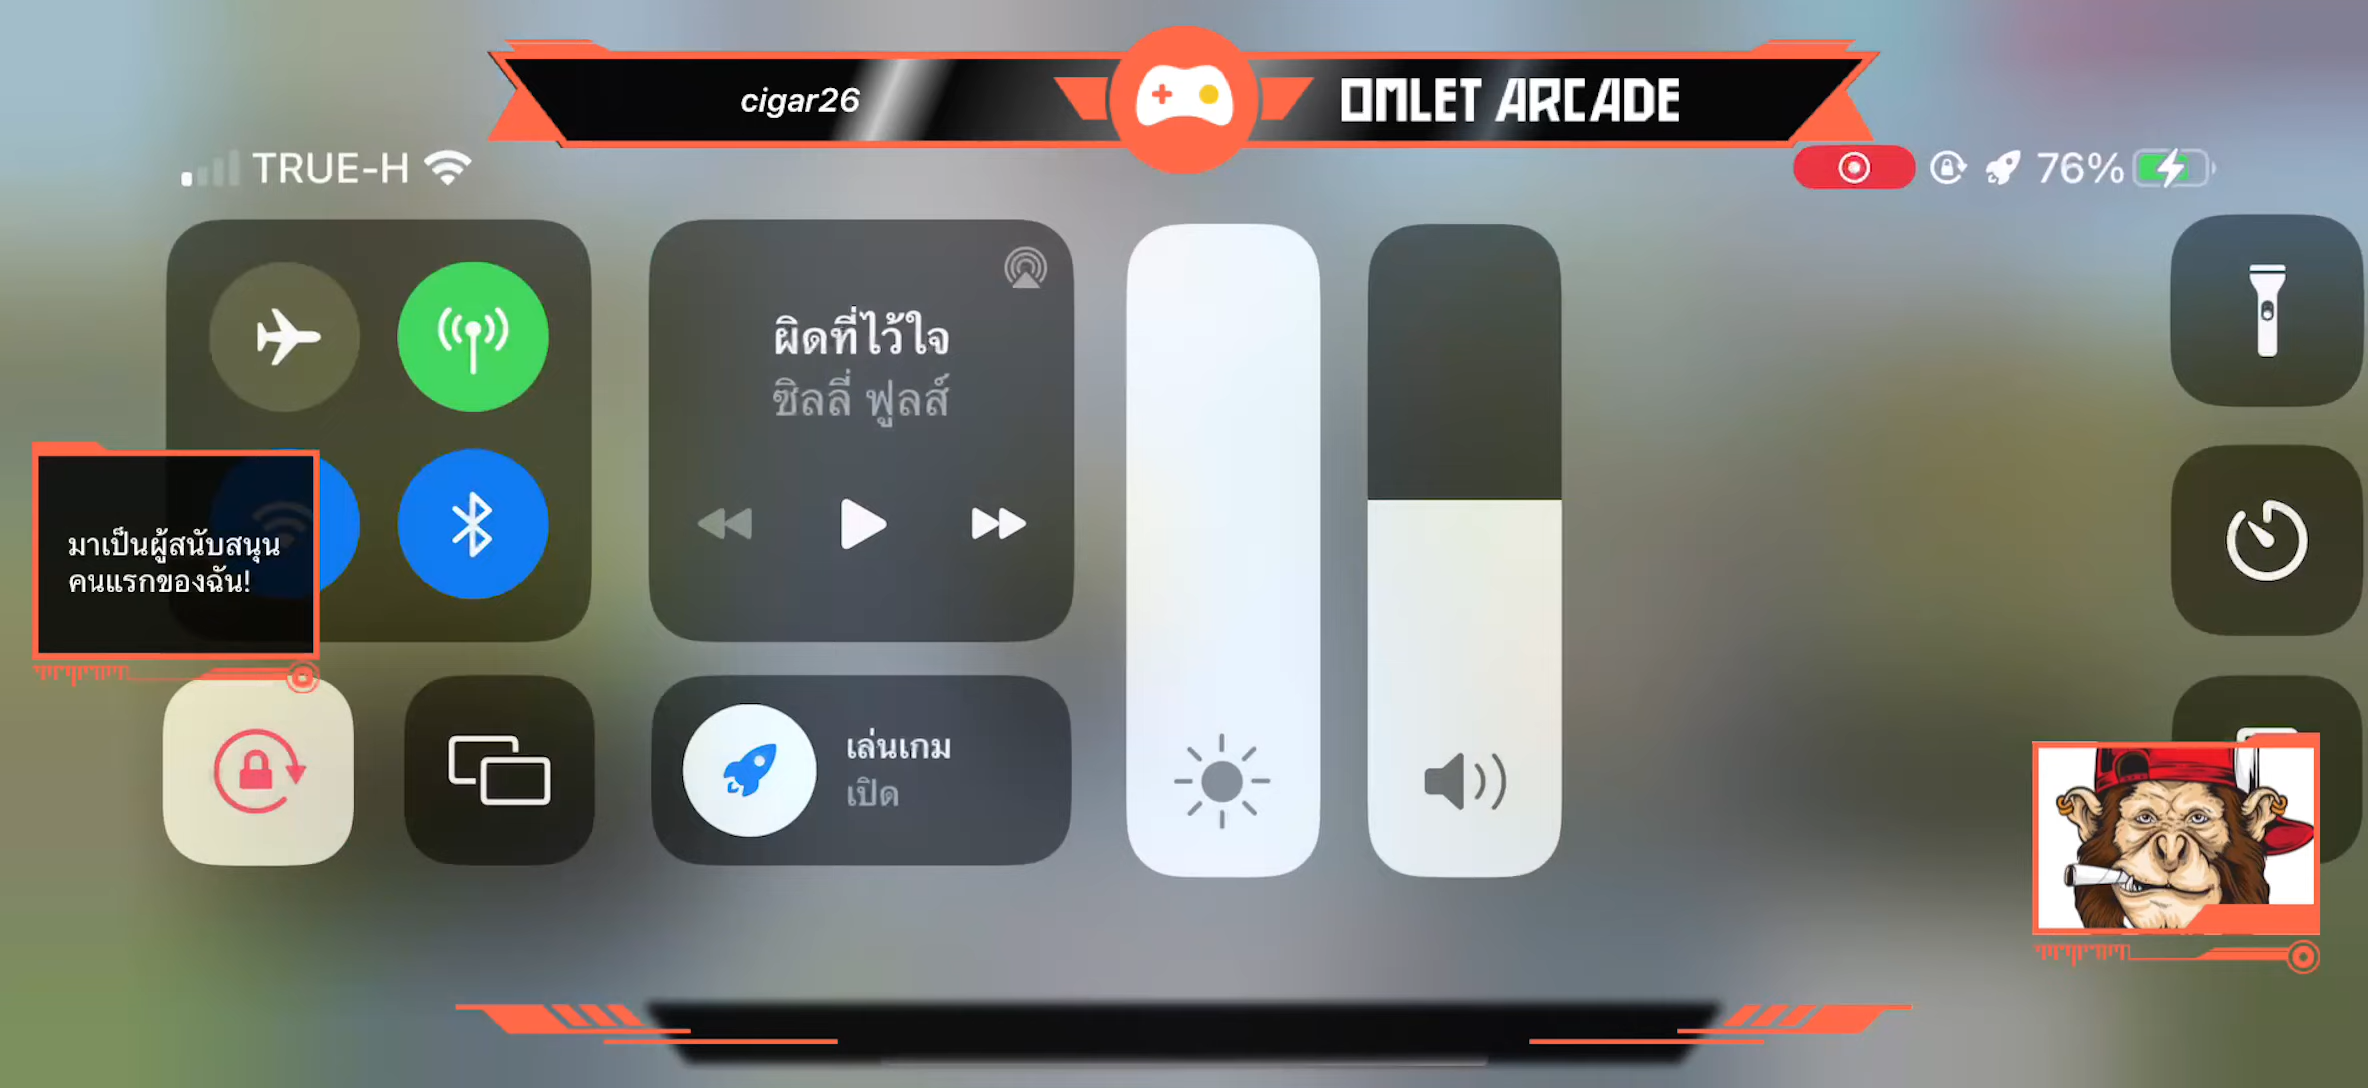 cigar26
OMLET ARCADE
TRUE-H
76%
ผิดที่ไว้ใจ
ซิลลี่ ฟูลส์
มาเป็นผู้สนับสนุน
คนแรกของฉัน!
เล่นเกม
เปิด